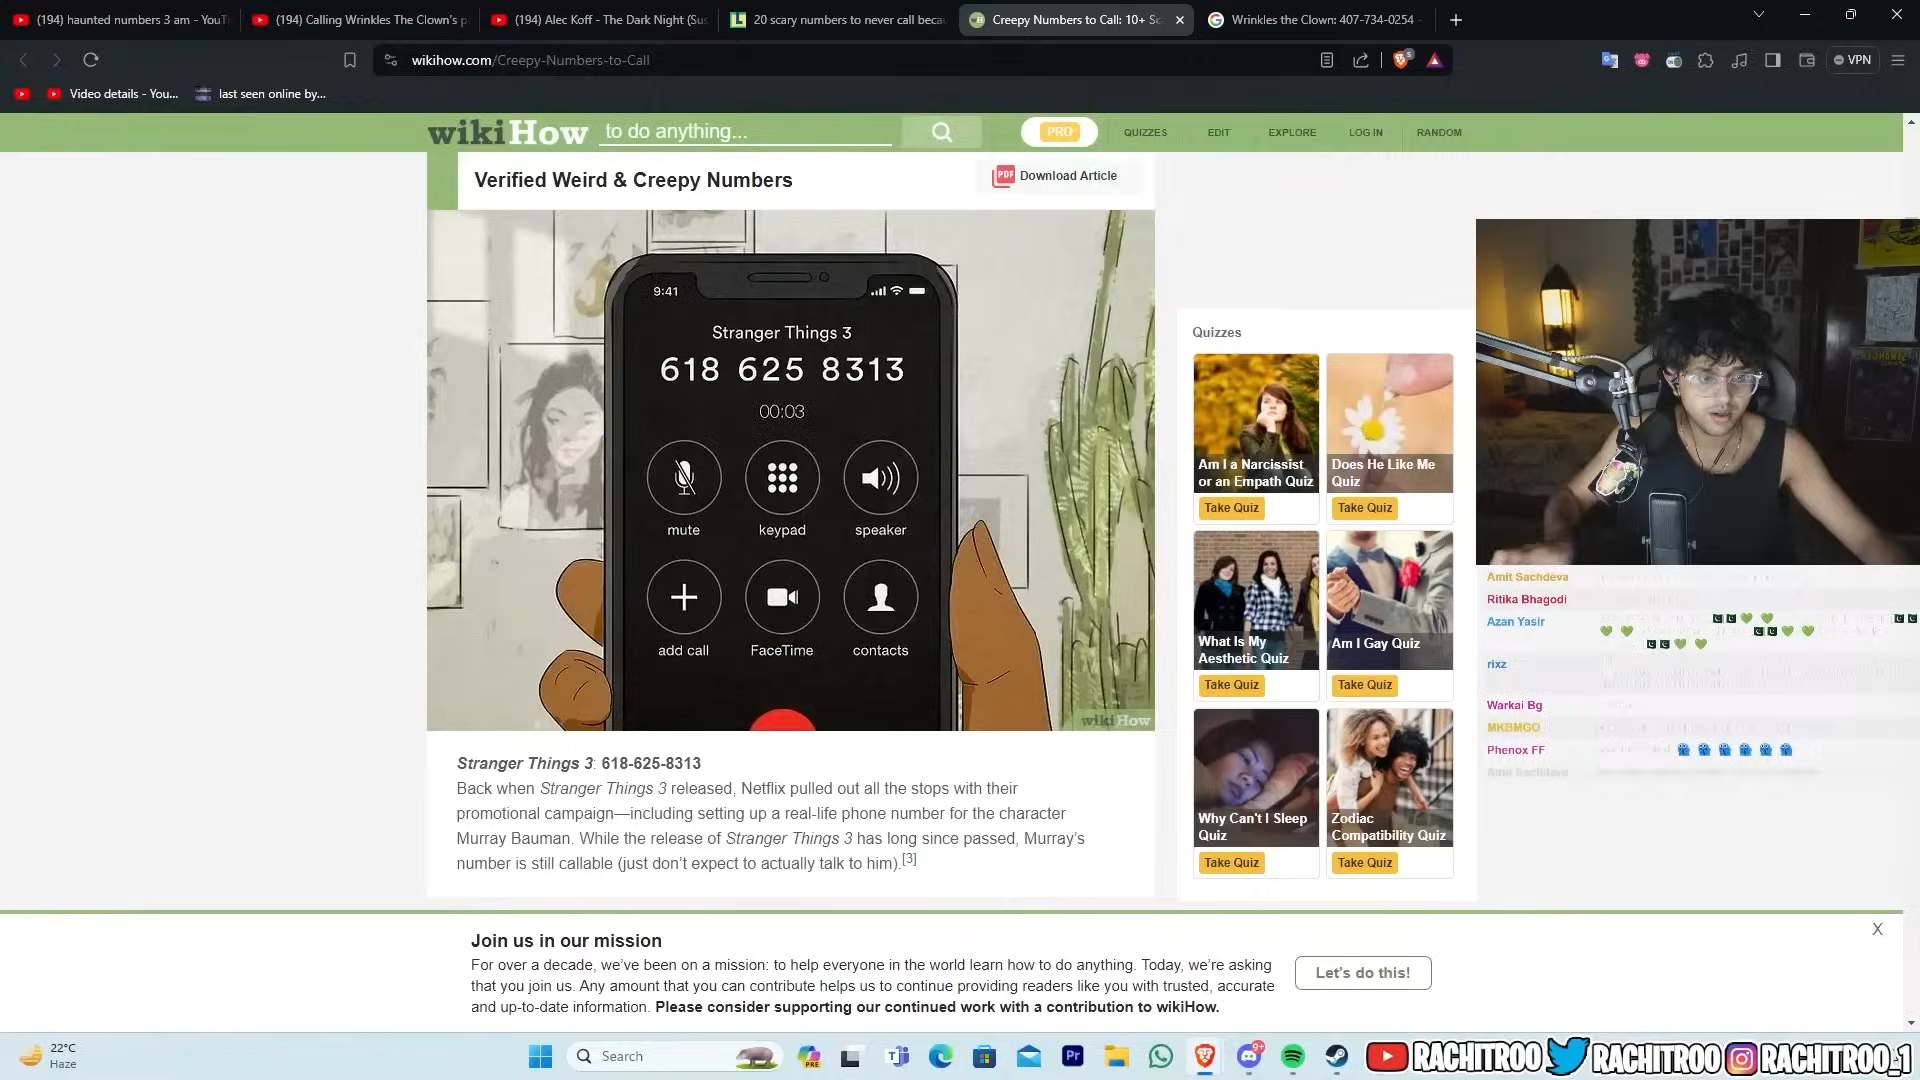 (194) haunted numbers 3 am - YouT
(194) Calling Wrinkles The Clown's p
(194) Alec Koff - The Dark Night (Sus
20 scary numbers to never call beca
Creepy Numbers to Call: 10+ Sc
Wrinkles the Clown: 407-734-0254 -
wikihow.com/Creepy-Numbers-to-Call
5
VPN
Video details - You...
last seen online by...
wikiHow
to do anything...
PRO
QUIZZES
EDIT
EXPLORE
LOG IN
RANDOM
Verified Weird & Creepy Numbers
PDF
Download Article
9:41
Stranger Things 3
618 625 8313
00:03
mute
keypad
speaker
add call
FaceTime
contacts
wikiHow
Stranger Things 3: 618-625-8313
Back when Stranger Things 3 released, Netflix pulled out all the stops with their
promotional campaign—including setting up a real-life phone number for the character
Murray Bauman. While the release of Stranger Things 3 has long since passed, Murray's
number is still callable (just don't expect to actually talk to him).[3]
Quizzes
Am I a Narcissist
or an Empath Quiz
Take Quiz
Does He Like Me
Quiz
Take Quiz
What Is My
Aesthetic Quiz
Take Quiz
Am I Gay Quiz
Take Quiz
Why Can't I Sleep
Quiz
Take Quiz
Zodiac
Compatibility Quiz
Take Quiz
Amit Sachdeva
Ritika Bhagodi
Azan Yasir
rixz
Warkai Bg
MKBMGO
Phenox FF
Amit Sachdeva
Join us in our mission
X
For over a decade, we've been on a mission: to help everyone in the world learn how to do anything. Today, we're asking
that you join us. Any amount that you can contribute helps us to continue providing readers like you with trusted, accurate
and up-to-date information. Please consider supporting our continued work with a contribution to wikiHow.
Let's do this!
22°C
Haze
Search
PRE
Pr
9+
RACHITROO
RACHITROO
RACHITROO_1